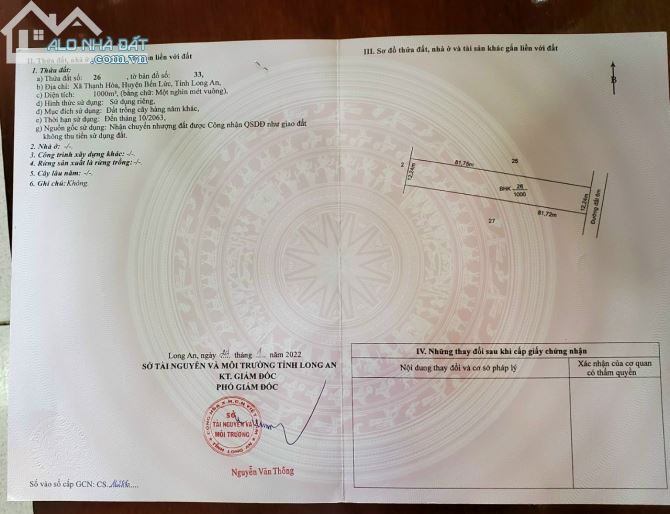 ALO NHÀ ĐẤT
.com.vn
II. Thửa đất, nhà ở gắn liền với đất
1. Thửa đất:
a) Thửa đất số: 26 , tờ bản đồ số: 33,
b) Địa chỉ: Xã Thạnh Hòa, Huyện Bến Lức, Tỉnh Long An.
c) Diện tích: 1000m², (bằng chữ: Một nghìn mét vuông),
d) Hình thức sử dụng: Sử dụng riêng,
đ) Mục đích sử dụng: Đất trồng cây hàng năm khác,
e) Thời hạn sử dụng: Đến tháng 10/2063,
g) Nguồn gốc sử dụng: Nhận chuyển nhượng đất được Công nhận QSDĐ như giao đất
không thu tiền sử dụng đất.
2. Nhà ở: -/-
3. Công trình xây dựng khác: -/-
4. Rừng sản xuất là rừng trồng: -/-
5. Cây lâu năm: -/-
6. Ghi chú: Không.
Long An, ngày tháng 2022
SỞ TÀI NGUYÊN VÀ MÔI TRƯỜNG TỈNH LONG AN
KT. GIÁM ĐỐC
PHÓ GIÁM ĐỐC
CỘNG HÒA X.H.C.N VIỆT NAM
SỞ
TÀI NGUYÊN VÀ
MÔI TRƯỜNG
TỈNH LONG AN
Nguyễn Văn Thông
Số vào sổ cấp GCN: CS.
III. Sơ đồ thửa đất, nhà ở và tài sản khác gắn liền với đất
B
2
81,76m
25
12,24m
BHK 26
1000
12,24m
Đường đất 6m
27
81,72m
IV. Những thay đổi sau khi cấp giấy chứng nhận
Nội dung thay đổi và cơ sở pháp lý
Xác nhận của cơ quan
có thẩm quyền